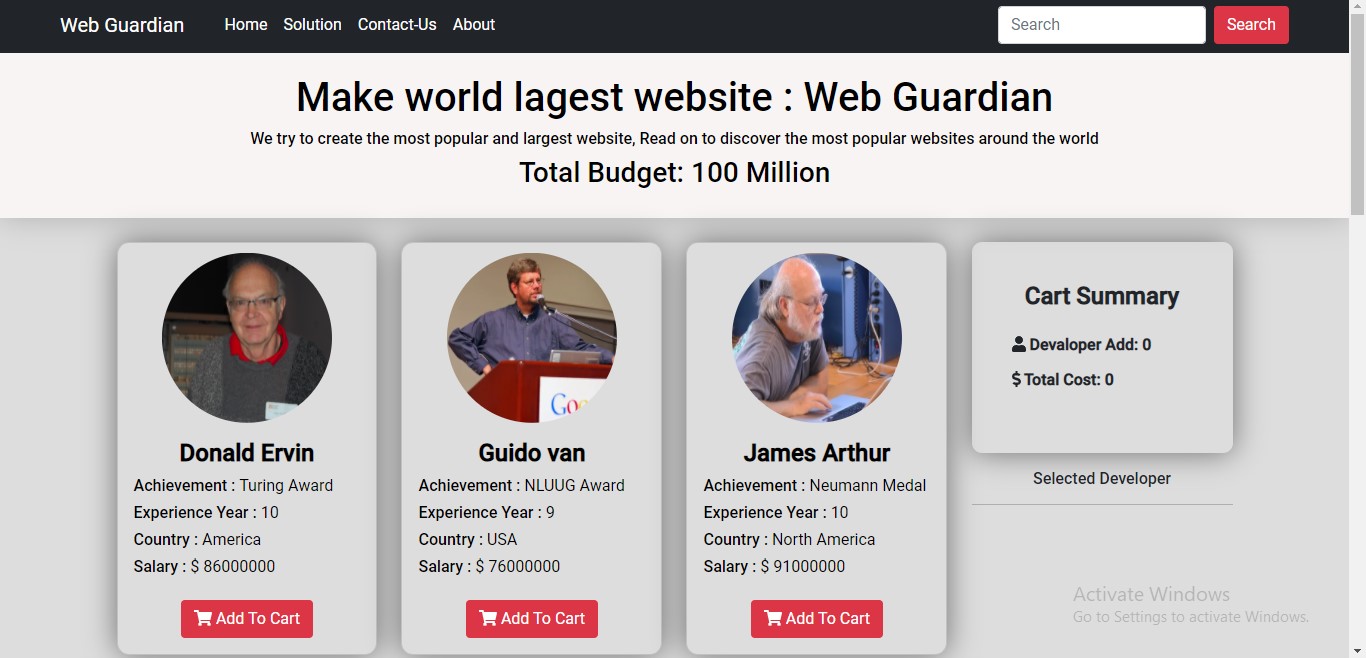 Web Guardian Home Solution Contact-Us About Search Search
Make world lagest website : Web Guardian
We try to create the most popular and largest website, Read on to discover the most popular websites around the world
Total Budget: 100 Million
Google
Donald Ervin
Achievement : Turing Award
Experience Year : 10
Country : America
Salary : $ 86000000
Add To Cart
Guido van
Achievement : NLUUG Award
Experience Year : 9
Country : USA
Salary : $ 76000000
Add To Cart
James Arthur
Achievement : Neumann Medal
Experience Year : 10
Country : North America
Salary : $ 91000000
Add To Cart
Cart Summary
Devaloper Add: 0
$ Total Cost: 0
Selected Developer
Activate Windows
Go to Settings to activate Windows.